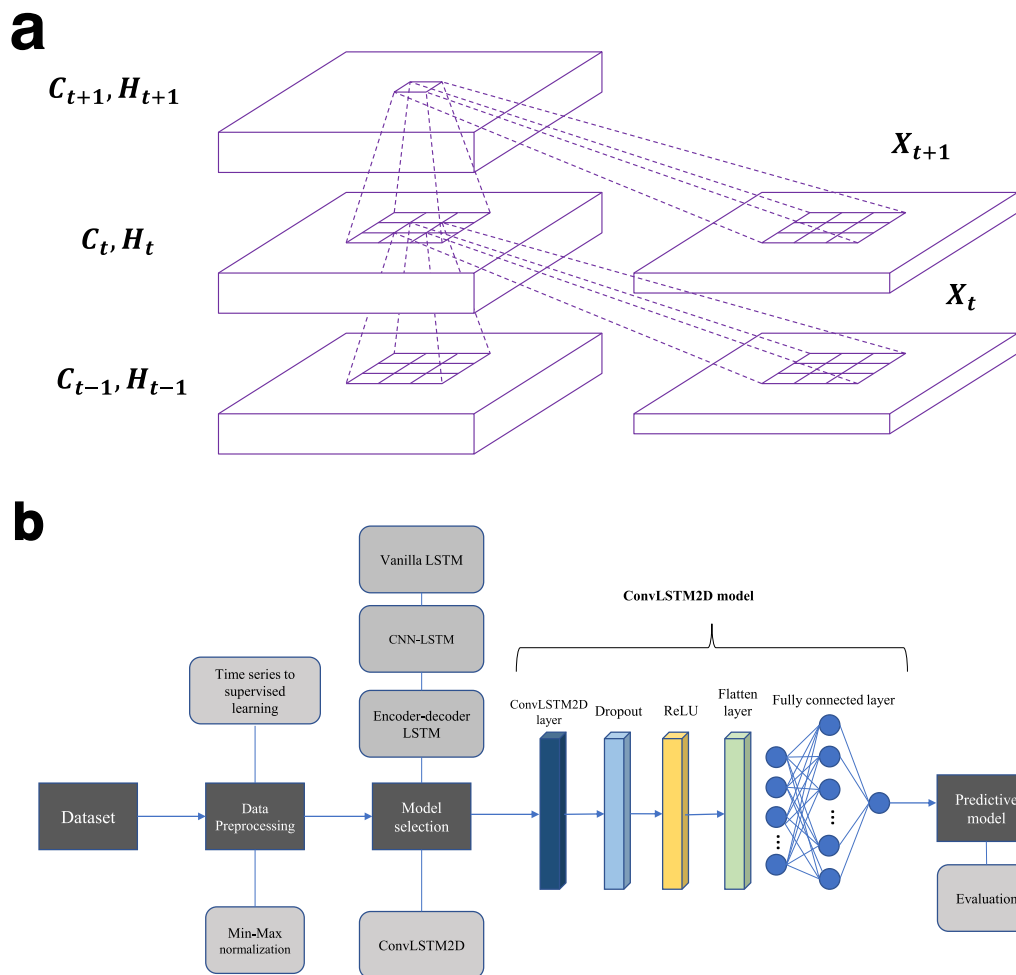 a
C_{t+1}, H_{t+1}
X_{t+1}
C_t, H_t
X_t
C_{t-1}, H_{t-1}
b
Vanilla LSTM
ConvLSTM2D model
CNN-LSTM
Time series to
supervised
learning
Encoder-decoder
LSTM
ConvLSTM2D
layer
Dropout
ReLU
Flatten
layer
Fully connected layer
Dataset
Data
Preprocessing
Model
selection
Predictive
model
Min-Max
normalization
ConvLSTM2D
Evaluation